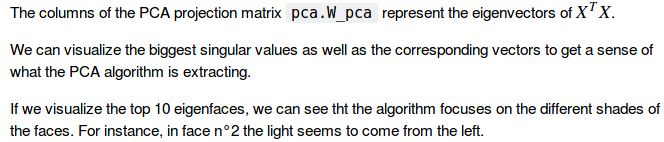 The columns of the PCA projection matrix pca.W_pca represent the eigenvectors of X^T X.
We can visualize the biggest singular values as well as the corresponding vectors to get a sense of
what the PCA algorithm is extracting.
If we visualize the top 10 eigenfaces, we can see tht the algorithm focuses on the different shades of
the faces. For instance, in face n°2 the light seems to come from the left.